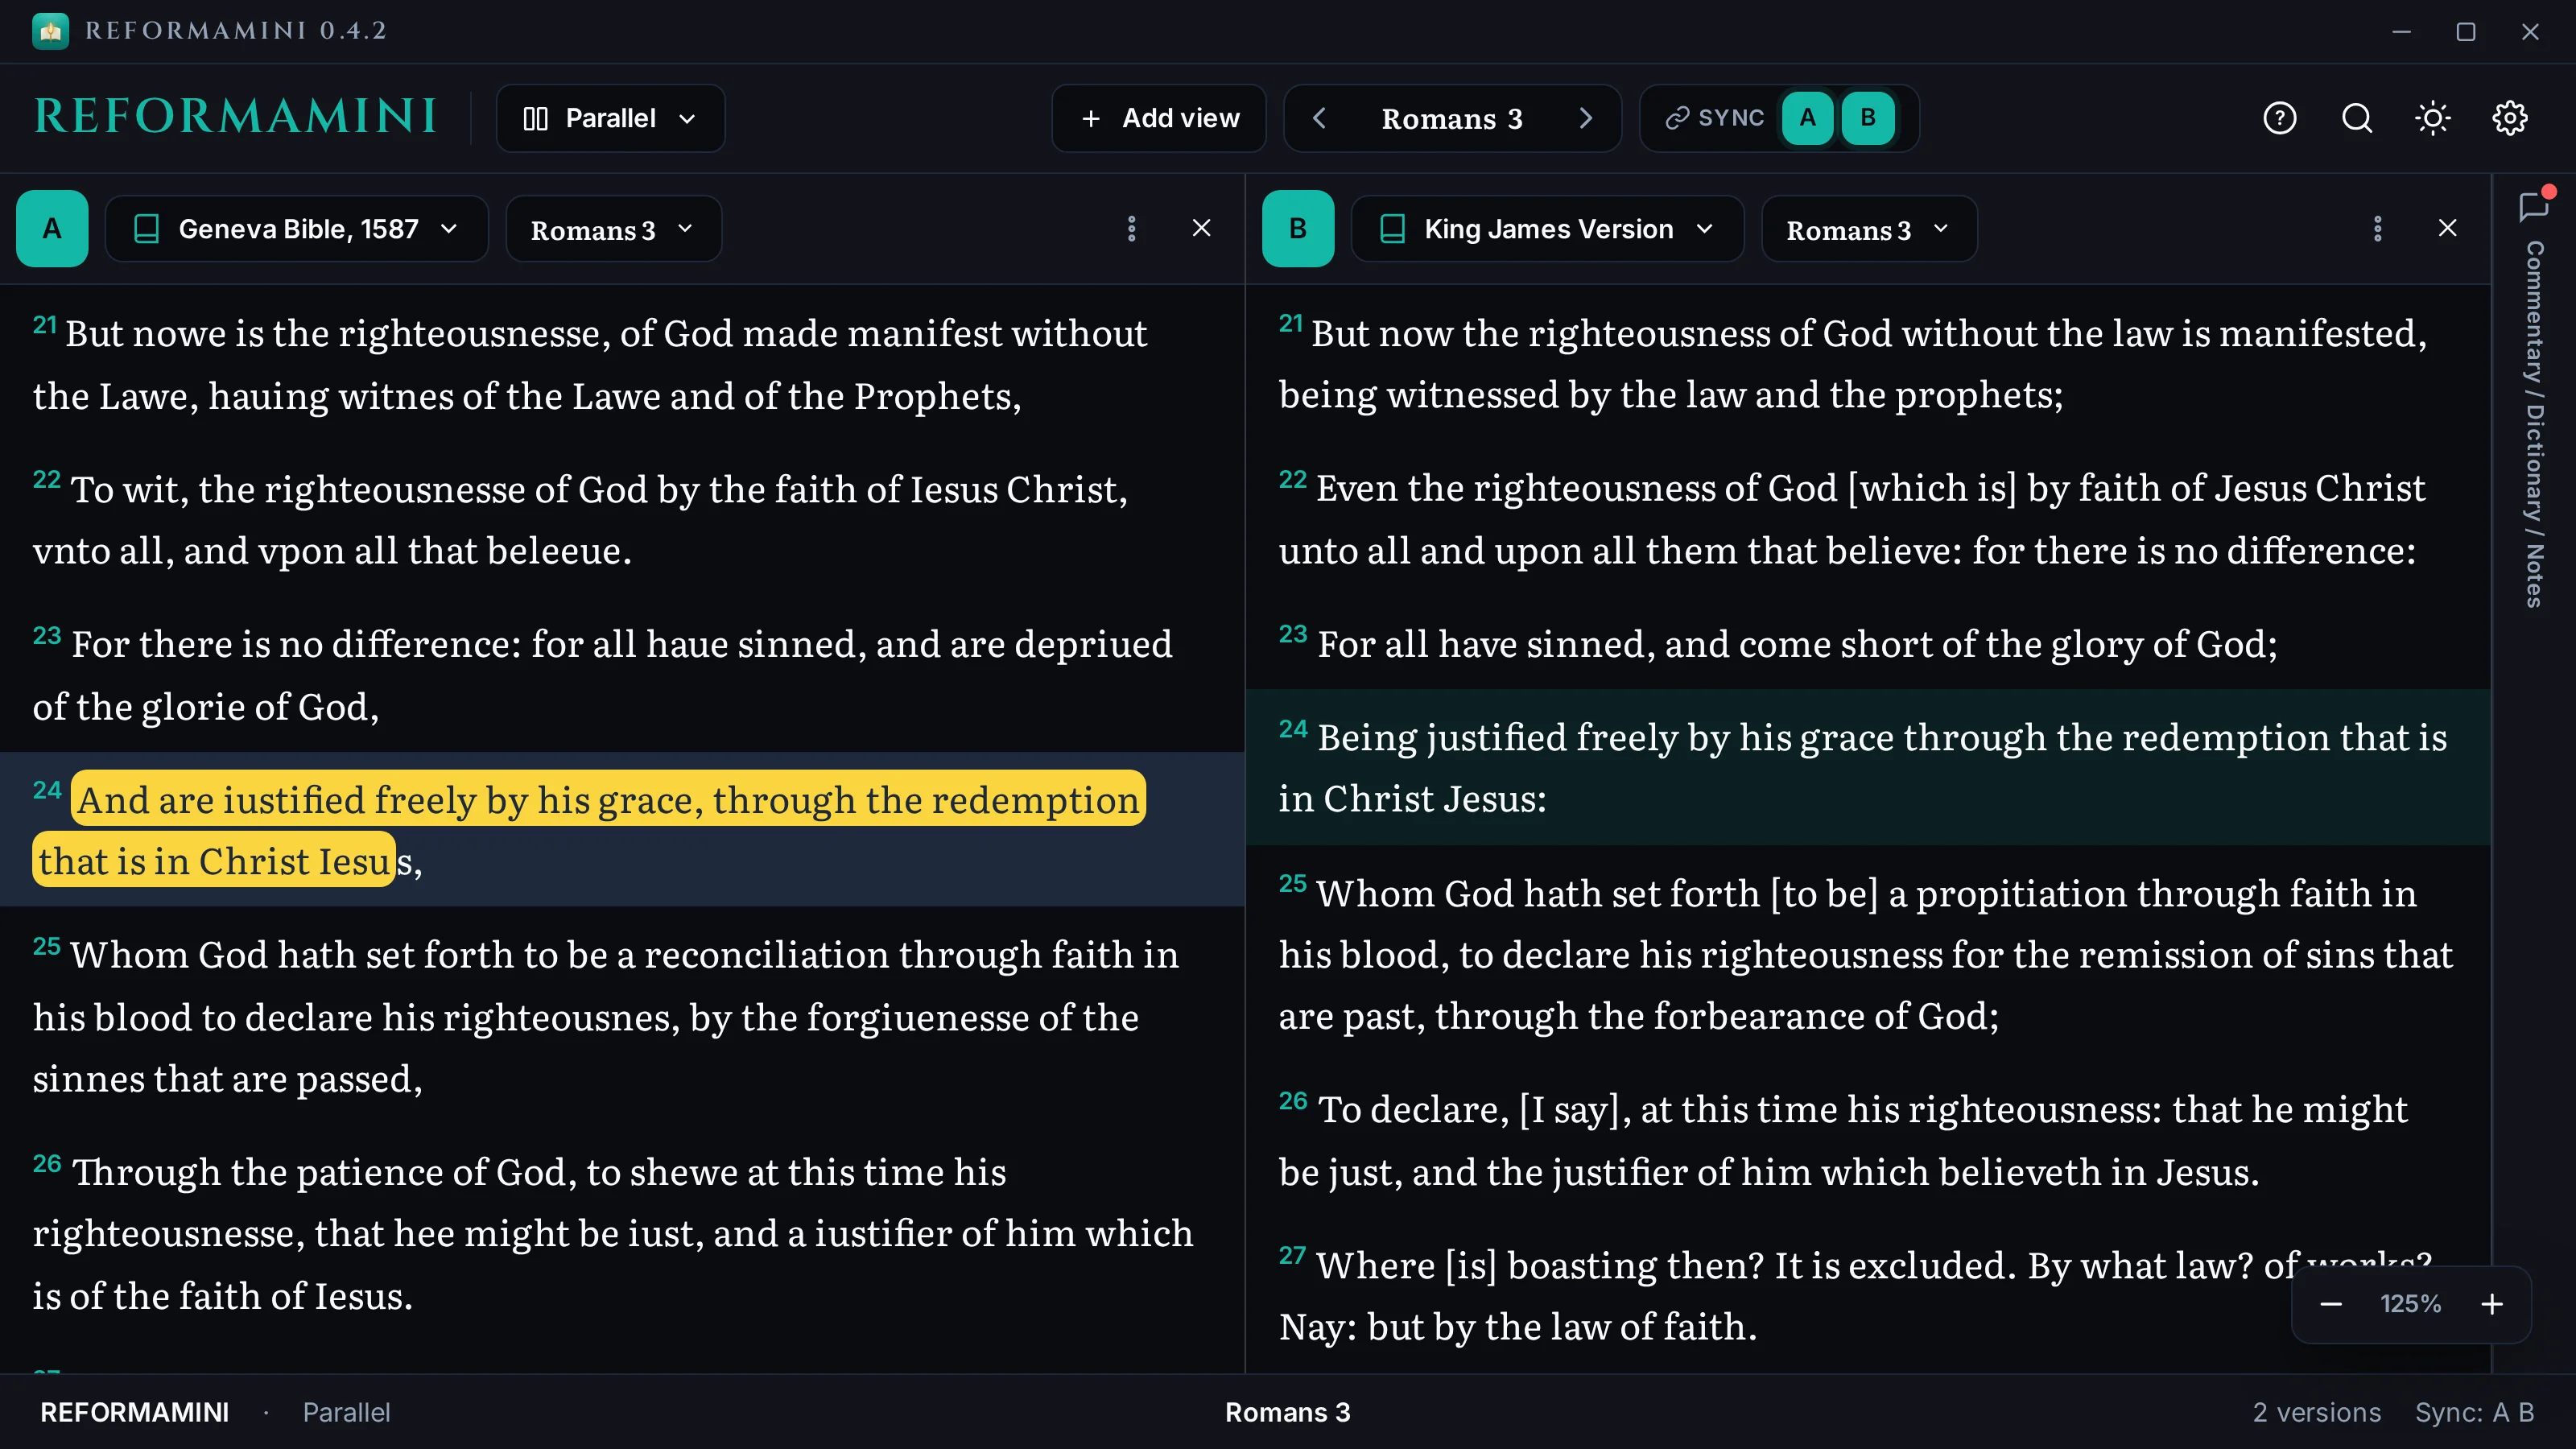 REFORMAMINI 0.4.2
REFORMAMINI
Parallel
Add view
Romans 3
SYNC A B
A
Geneva Bible, 1587
Romans 3
21 But nowe is the righteousnesse, of God made manifest without
the Lawe, hauing witnes of the Lawe and of the Prophets,
22 To wit, the righteousnesse of God by the faith of Iesus Christ,
vnto all, and vpon all that beleeue.
23 For there is no difference: for all haue sinned, and are depriued
of the glorie of God,
24 And are iustified freely by his grace, through the redemption
that is in Christ Iesus,
25 Whom God hath set forth to be a reconciliation through faith in
his blood to declare his righteousnes, by the forgiuenesse of the
sinnes that are passed,
26 Through the patience of God, to shewe at this time his
righteousnesse, that hee might be iust, and a iustifier of him which
is of the faith of Iesus.
B
King James Version
Romans 3
21 But now the righteousness of God without the law is manifested,
being witnessed by the law and the prophets;
22 Even the righteousness of God [which is] by faith of Jesus Christ
unto all and upon all them that believe: for there is no difference:
23 For all have sinned, and come short of the glory of God;
24 Being justified freely by his grace through the redemption that is
in Christ Jesus:
25 Whom God hath set forth [to be] a propitiation through faith in
his blood, to declare his righteousness for the remission of sins that
are past, through the forbearance of God;
26 To declare, [I say], at this time his righteousness: that he might
be just, and the justifier of him which believeth in Jesus.
27 Where [is] boasting then? It is excluded. By what law? of works?
Nay: but by the law of faith.
Commentary / Dictionary / Notes
125%
REFORMAMINI · Parallel
Romans 3
2 versions
Sync: A B